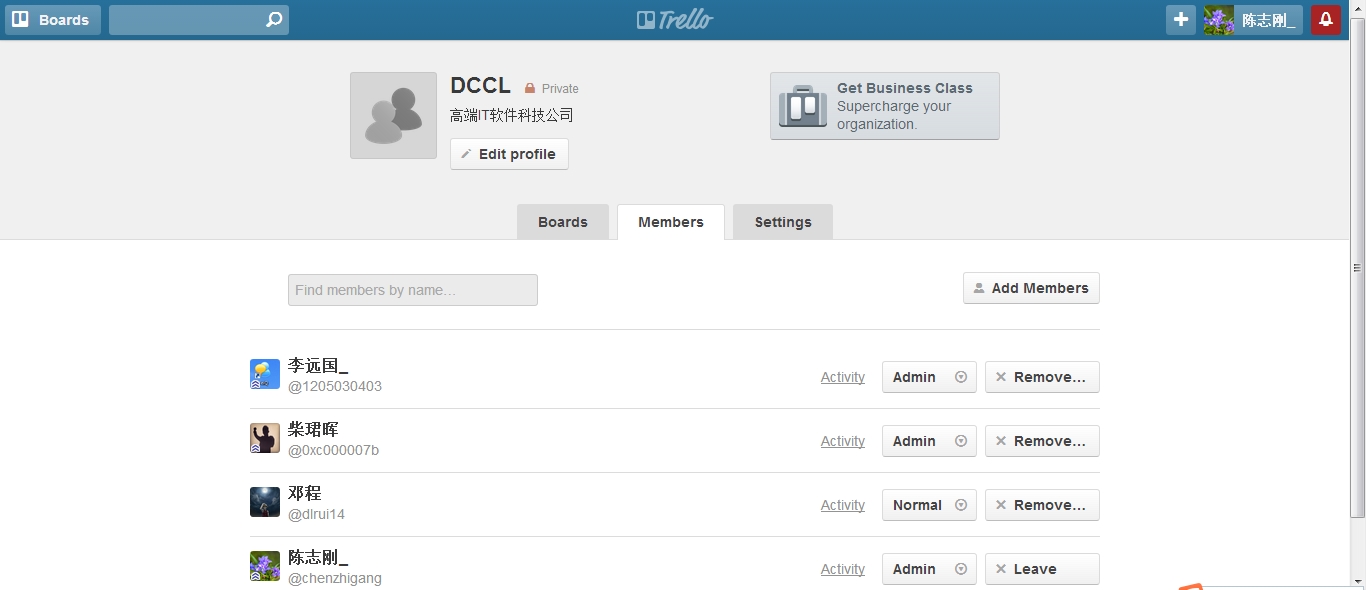 Boards
Trello
陈志刚_
DCCL Private
高端IT软件科技公司
Edit profile
Get Business Class
Supercharge your
organization.
Boards Members Settings
Find members by name...
Add Members
李远国_
@1205030403
Activity Admin Remove...
柴珺晖
@0xc000007b
Activity Admin Remove...
邓程
@dlrui14
Activity Normal Remove...
陈志刚_
@chenzhigang
Activity Admin Leave